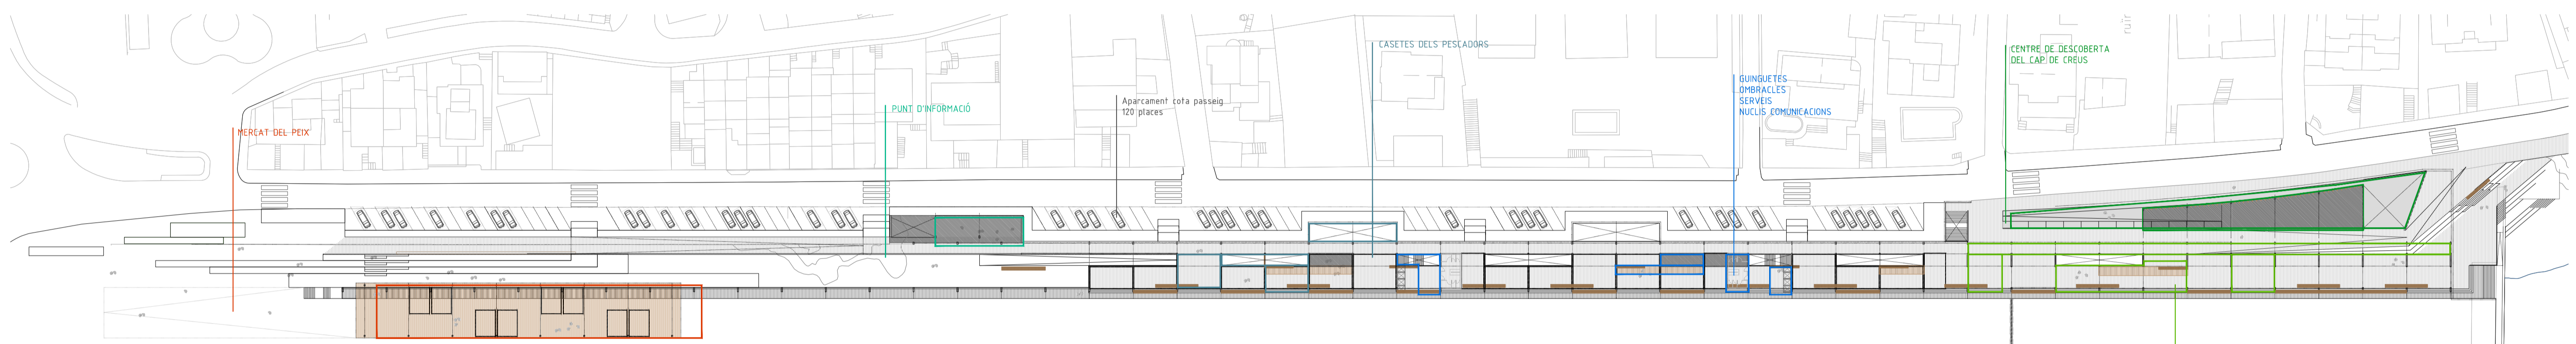 MERCAT DEL PEIX
PUNT D'INFORMACIÓ
Aparcament cota passeig
120 places
CASETES DELS PESCADORS
GUINGUETES
OMBRACLES
SERVEIS
NUCLIS COMUNICACIONS
CENTRE DE DESCOBERTA
DEL CAP DE CREUS